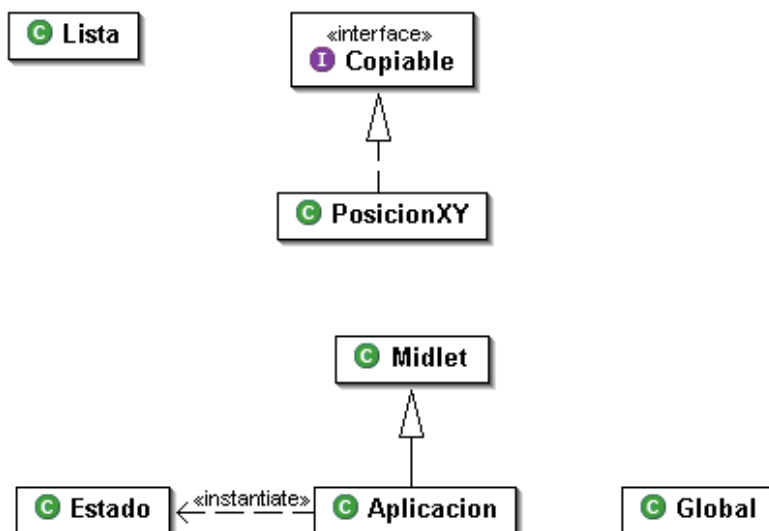 C Lista
«interface»
I Copiable
C PosicionXY
C Midlet
C Estado
«instantiate»
C Aplicacion
C Global